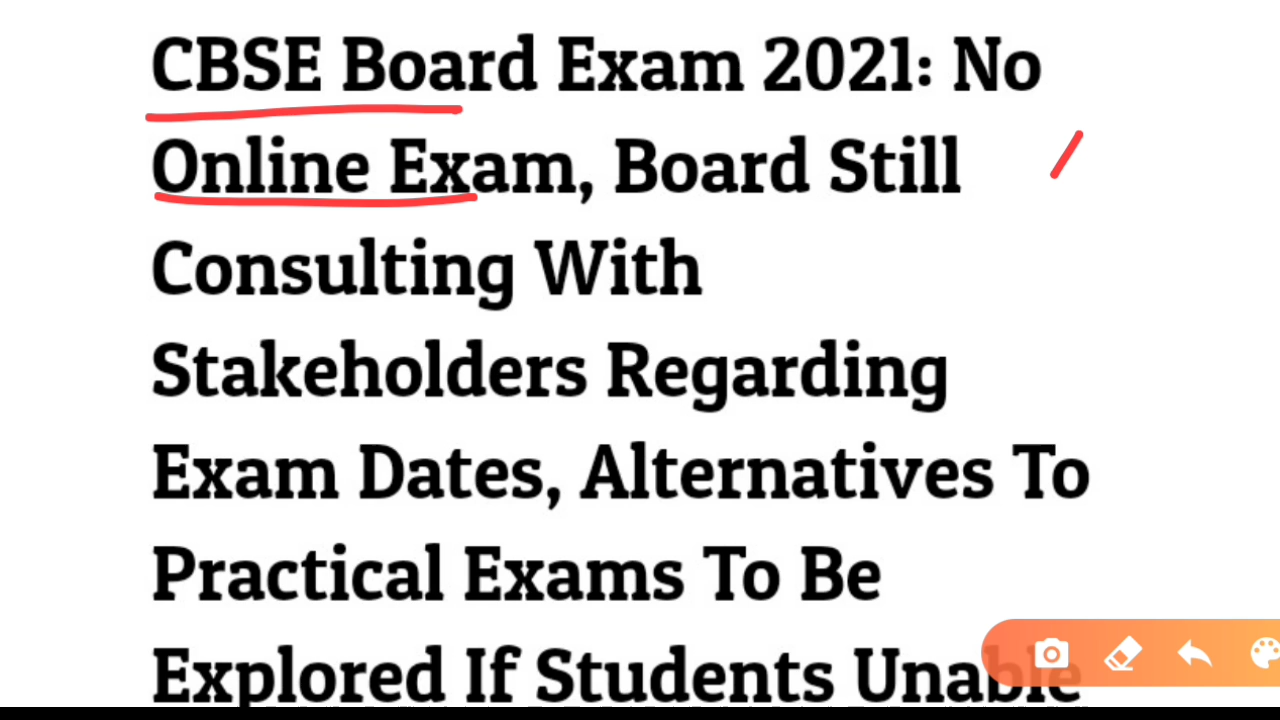 CBSE Board Exam 2021: No
Online Exam, Board Still
Consulting With
Stakeholders Regarding
Exam Dates, Alternatives To
Practical Exams To Be
Explored If Students Unable